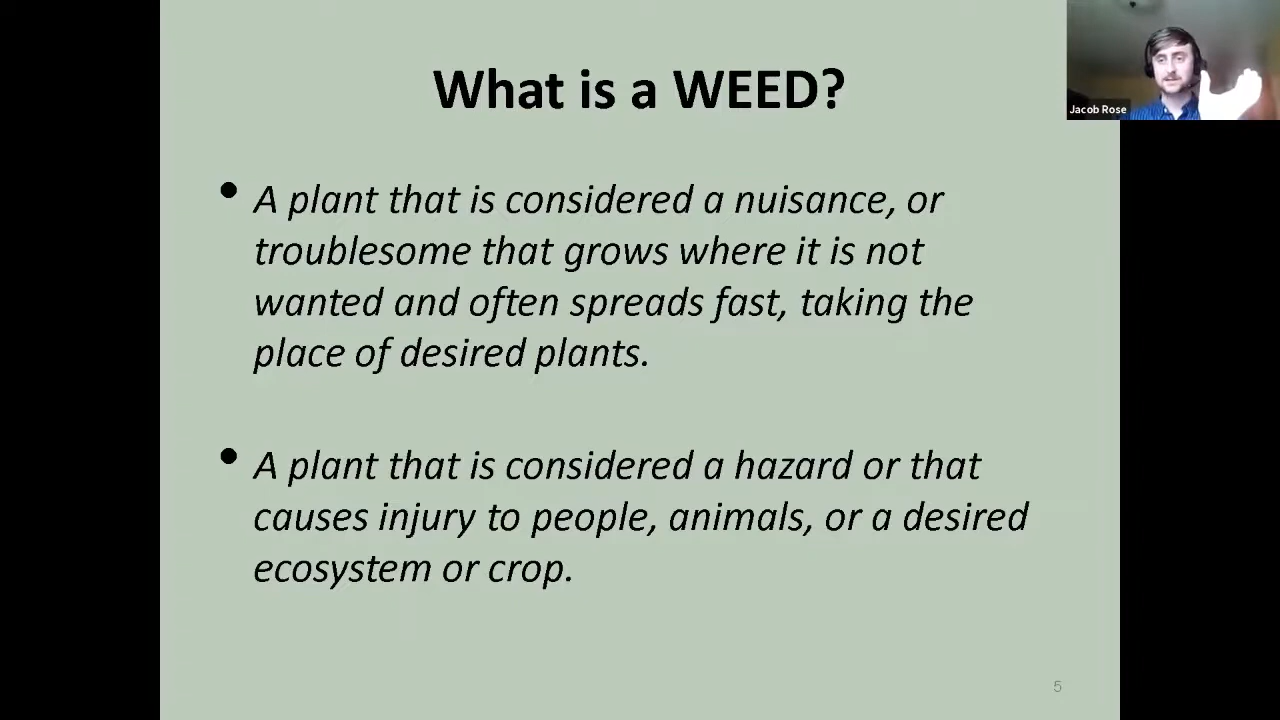 What is a WEED?
Jacob Rose
• A plant that is considered a nuisance, or
troublesome that grows where it is not
wanted and often spreads fast, taking the
place of desired plants.
• A plant that is considered a hazard or that
causes injury to people, animals, or a desired
ecosystem or crop.
5